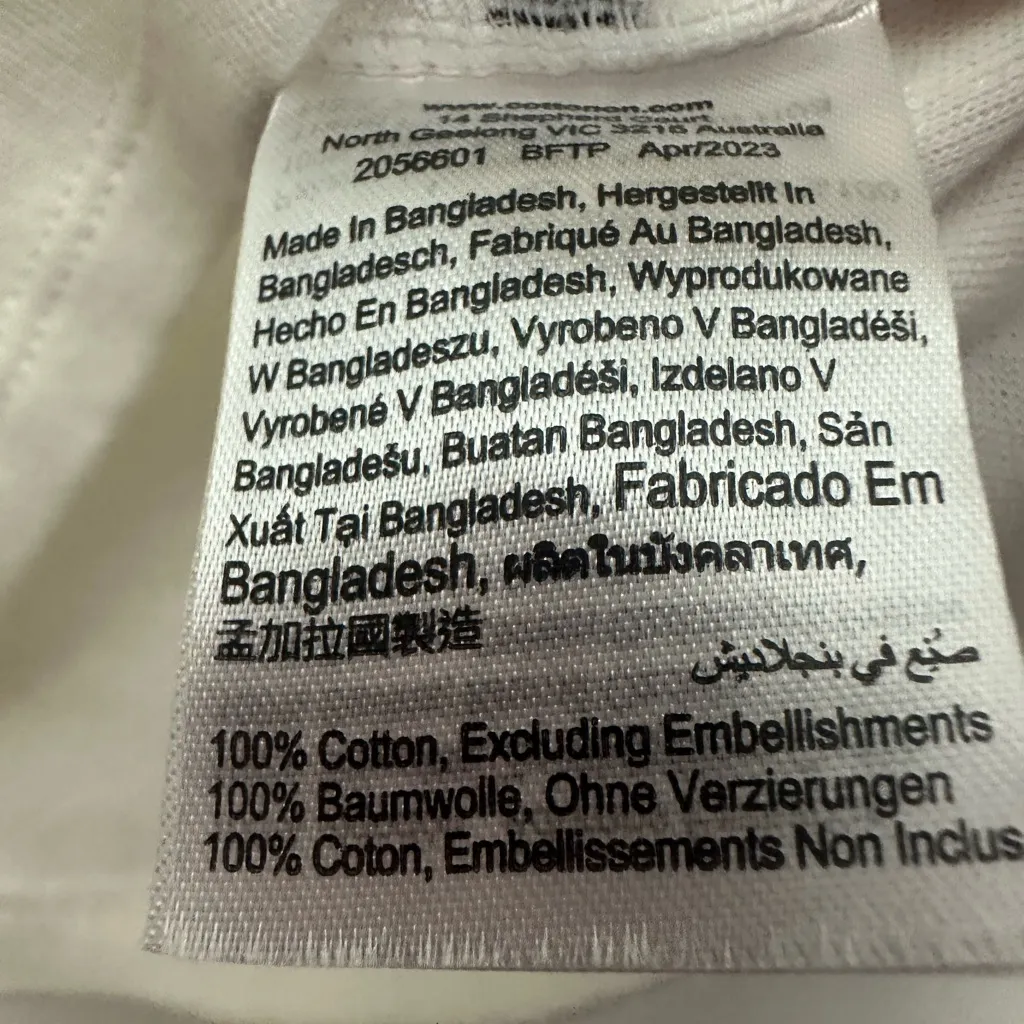 www.cottonon.com
14 Shepherd Court
North Geelong VIC 3215 Australia
2056601 BFTP Apr/2023
Made In Bangladesh, Hergestellt In
Bangladesch, Fabriqué Au Bangladesh,
Hecho En Bangladesh, Wyprodukowane
W Bangladeszu, Vyrobeno V Bangladéši,
Vyrobené V Bangladéši, Izdelano V
Bangladešu, Buatan Bangladesh, Sản
Xuất Tại Bangladesh, Fabricado Em
Bangladesh, ผลิตในบังคลาเทศ,
孟加拉國製造
صُنِع في بنجلاديش
100% Cotton, Excluding Embellishments
100% Baumwolle, Ohne Verzierungen
100% Coton, Embellissements Non Inclus